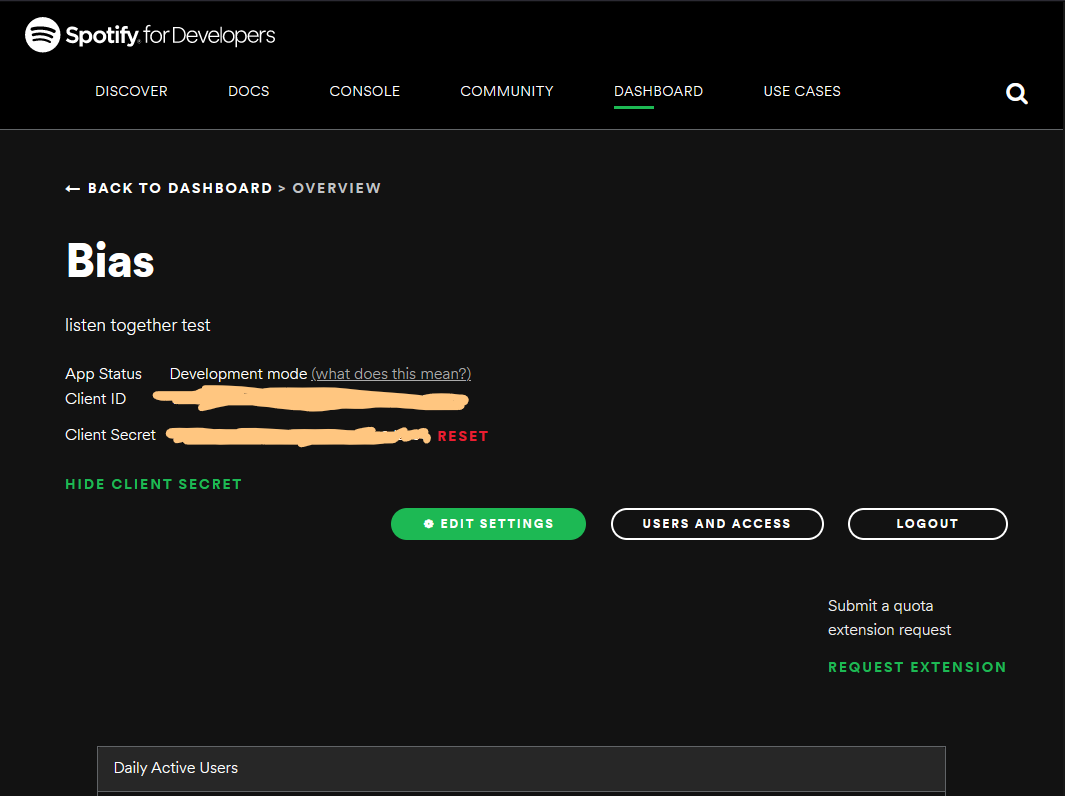 Spotify for Developers
DISCOVER DOCS CONSOLE COMMUNITY DASHBOARD USE CASES
← BACK TO DASHBOARD > OVERVIEW
Bias
listen together test
App Status Development mode (what does this mean?)
Client ID
Client Secret RESET
HIDE CLIENT SECRET
EDIT SETTINGS USERS AND ACCESS LOGOUT
Submit a quota
extension request
REQUEST EXTENSION
Daily Active Users